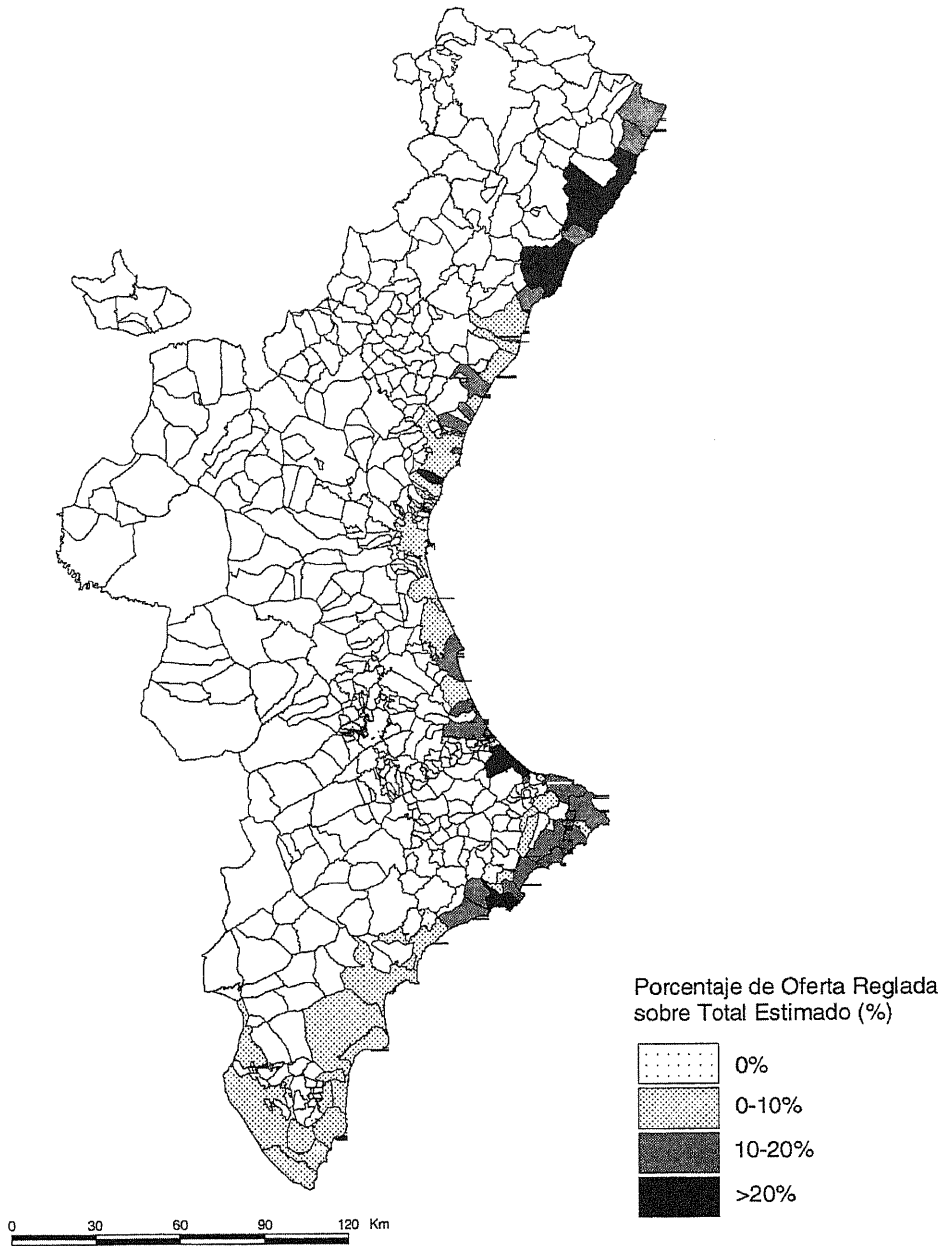 Porcentaje de Oferta Reglada
sobre Total Estimado (%)
0%
0-10%
10-20%
>20%
0 30 60 90 120 Km